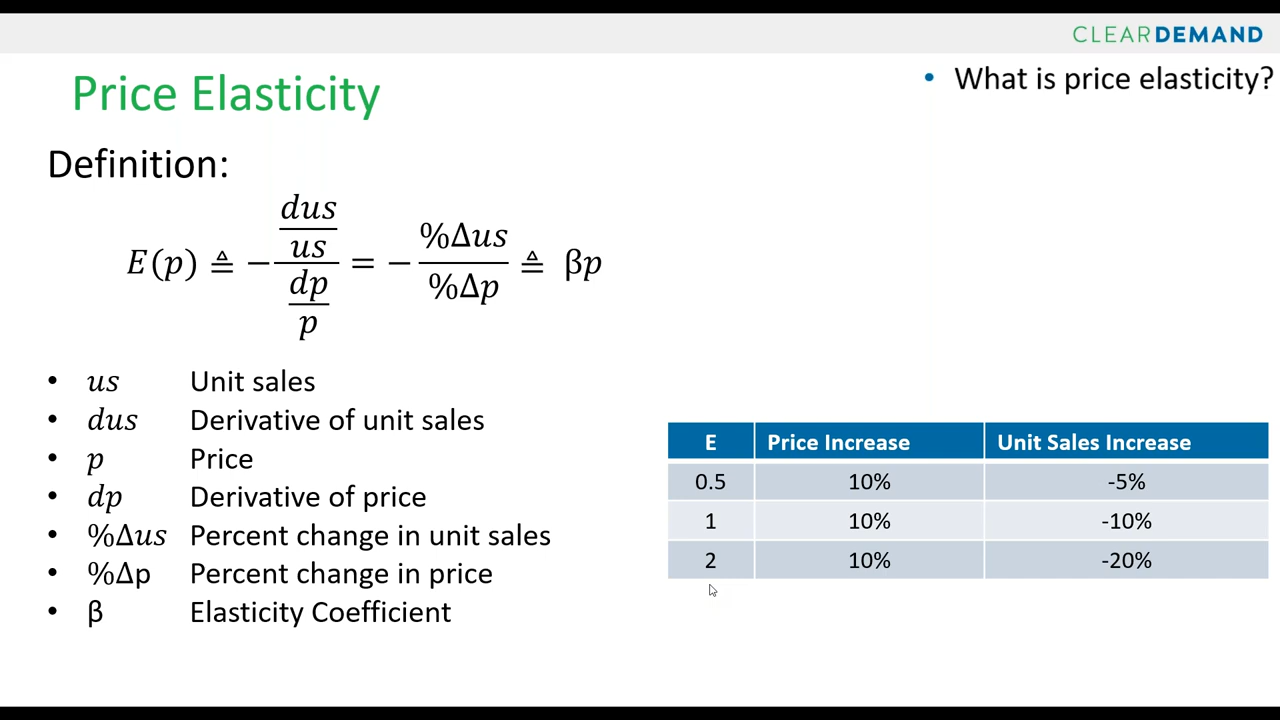 CLEARDEMAND
Price Elasticity
• What is price elasticity?
Definition:
E(p) ≜ − (dus/us)/(dp/p) = − %Δus/%Δp ≜ βp
• us Unit sales
• dus Derivative of unit sales
• p Price
• dp Derivative of price
• %Δus Percent change in unit sales
• %Δp Percent change in price
• β Elasticity Coefficient
E Price Increase Unit Sales Increase
0.5 10% -5%
1 10% -10%
2 10% -20%